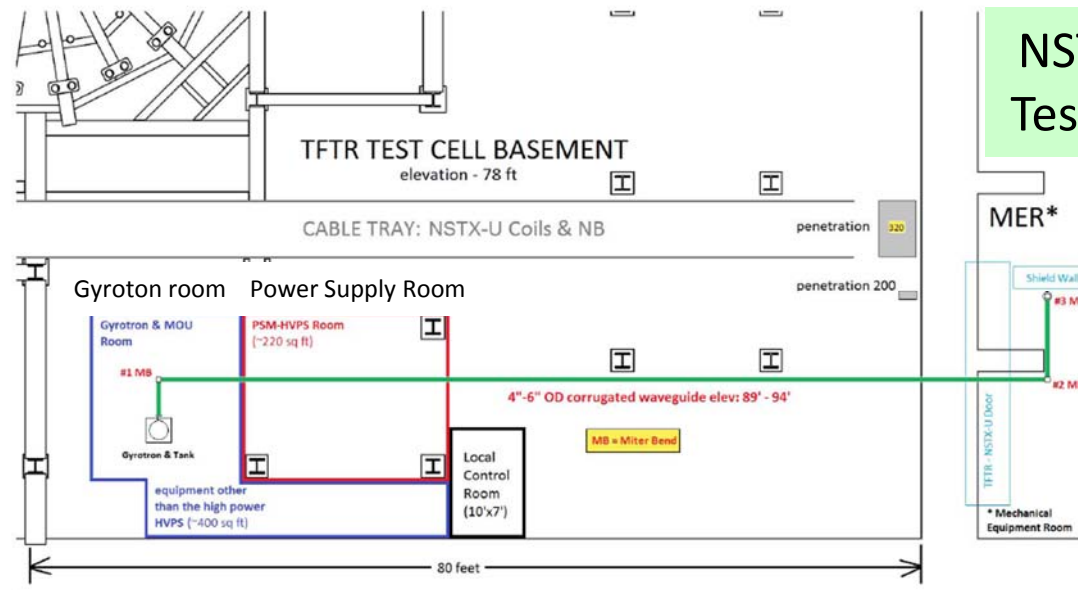 NS
Tes
TFTR TEST CELL BASEMENT
elevation - 78 ft
MER*
CABLE TRAY: NSTX-U Coils & NB
penetration
320
penetration 200
Shield Wall
Gyroton room
Power Supply Room
#3 M
Gyrotron & MOU
Room
PSM-HVPS Room
(~220 sq ft)
#1 MB
#2 M
4"-6" OD corrugated waveguide elev: 89' - 94'
MB = Miter Bend
TFTR - NSTX-U Door
Gyrotron & Tank
Local
Control
Room
(10'x7')
equipment other
than the high power
HVPS (~400 sq ft)
* Mechanical
Equipment Room
80 feet